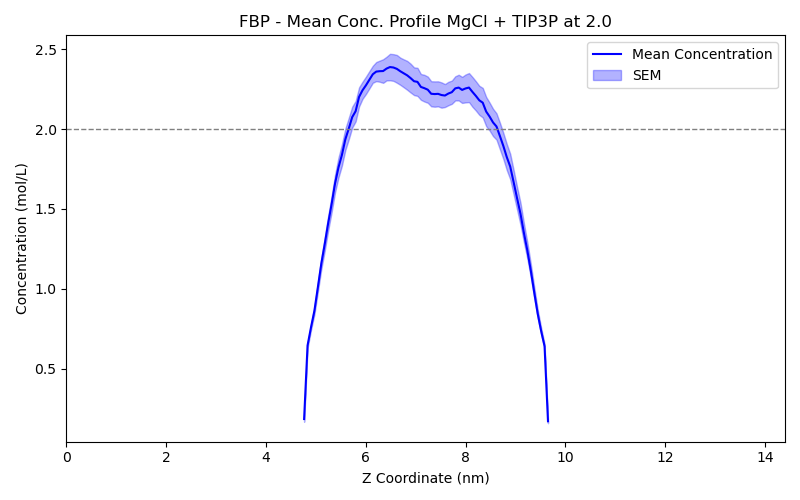 FBP - Mean Conc. Profile MgCl + TIP3P at 2.0
Mean Concentration
SEM
2.5
2.0
1.5
1.0
0.5
Concentration (mol/L)
0 2 4 6 8 10 12 14
Z Coordinate (nm)